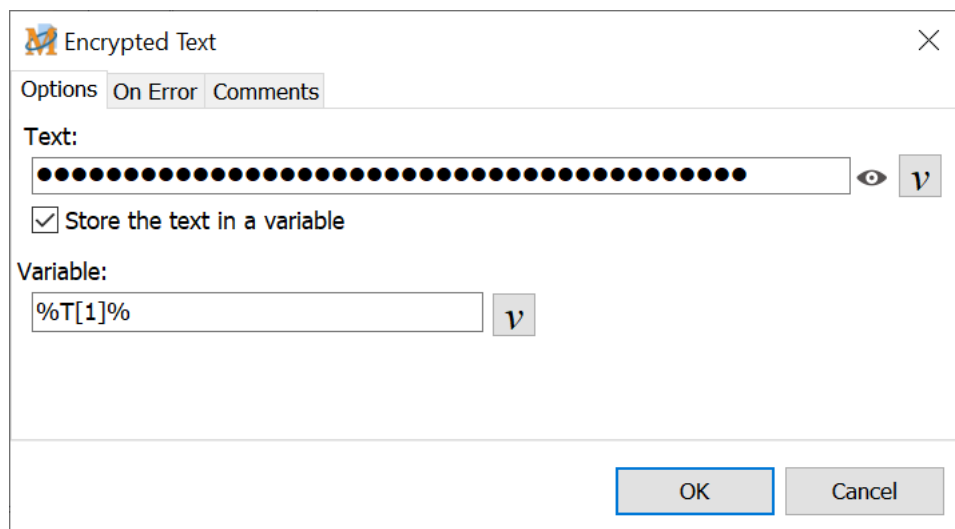 Encrypted Text
Options On Error Comments
Text:
●●●●●●●●●●●●●●●●●●●●●●●●●●●●●●●●●●●●●●●●● v
Store the text in a variable
Variable:
%T[1]% v
OK Cancel